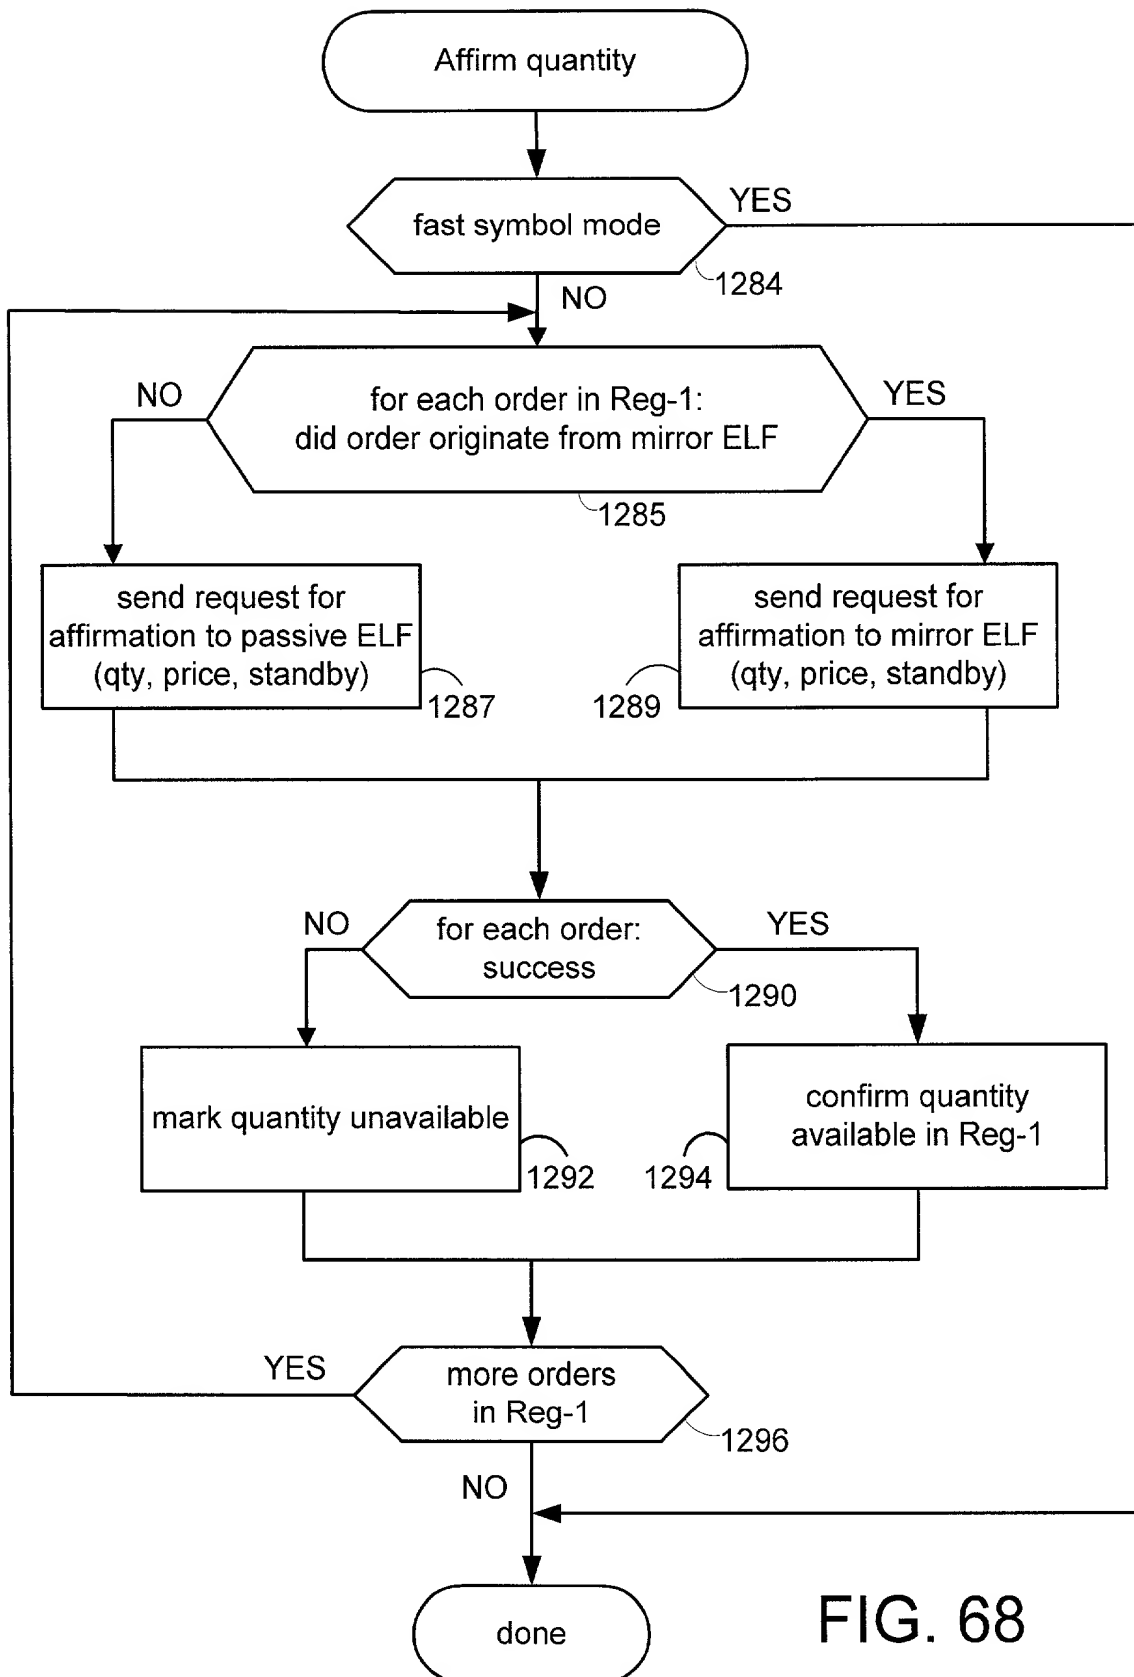 Affirm quantity
fast symbol mode
YES
1284
NO
for each order in Reg-1:
did order originate from mirror ELF
NO
YES
1285
send request for
affirmation to passive ELF
(qty, price, standby)
1287
send request for
affirmation to mirror ELF
(qty, price, standby)
1289
for each order:
success
NO
YES
1290
mark quantity unavailable
1292
confirm quantity
available in Reg-1
1294
more orders
in Reg-1
YES
1296
NO
done
FIG. 68